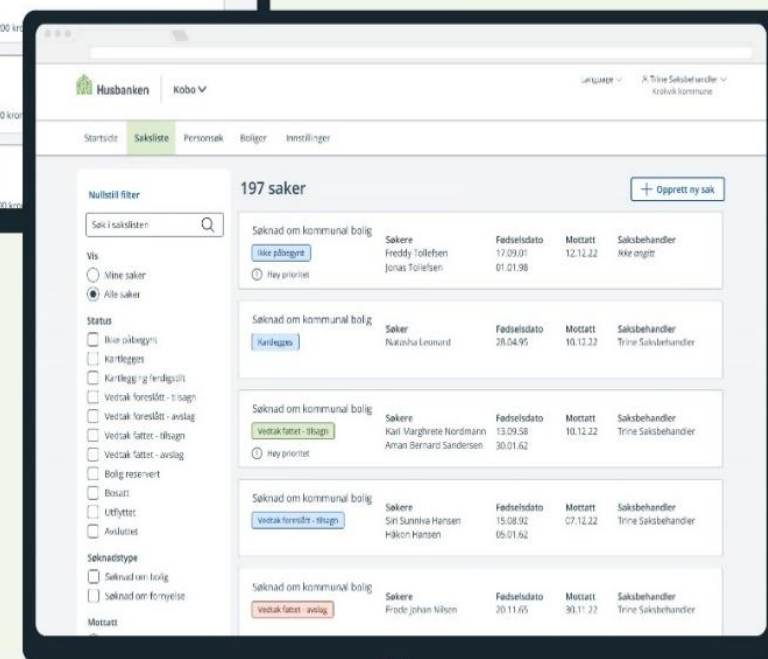 00 kro
0 kron
00 kro
Husbanken
Kobo
Language
Trine Saksbehandler
Krokvik kommune
Startside
Saksliste
Personsøk
Boliger
Innstillinger
Nullstill filter
Søk i sakslisten
Vis
Mine saker
Alle saker
Status
Ikke påbegynt
Kartlegges
Kartlegging ferdigstilt
Vedtak foreslått - tilsagn
Vedtak foreslått - avslag
Vedtak fattet - tilsagn
Vedtak fattet - avslag
Bolig reservert
Bosatt
Utflyttet
Avsluttet
Søknadstype
Søknad om bolig
Søknad om fornyelse
Mottatt
197 saker
+ Opprett ny sak
Søknad om kommunal bolig
Ikke påbegynt
Høy prioritet
Søkere
Freddy Tollefsen
Jonas Tollefsen
Fødselsdato
17.09.01
01.01.98
Mottatt
12.12.22
Saksbehandler
Ikke angitt
Søknad om kommunal bolig
Kartlegges
Søker
Natasha Leonard
Fødselsdato
28.04.95
Mottatt
10.12.22
Saksbehandler
Trine Saksbehandler
Søknad om kommunal bolig
Vedtak fattet - tilsagn
Høy prioritet
Søkere
Kari Marghrete Nordmann
Aman Bernard Sandersen
Fødselsdato
13.09.58
30.01.62
Mottatt
10.12.22
Saksbehandler
Trine Saksbehandler
Søknad om kommunal bolig
Vedtak foreslått - tilsagn
Søkere
Siri Sunniva Hansen
Håkon Hansen
Fødselsdato
15.08.92
05.01.62
Mottatt
07.12.22
Saksbehandler
Trine Saksbehandler
Søknad om kommunal bolig
Vedtak fattet - avslag
Søkere
Frode Johan Nilsen
Fødselsdato
20.11.65
Mottatt
30.11.22
Saksbehandler
Trine Saksbehandler